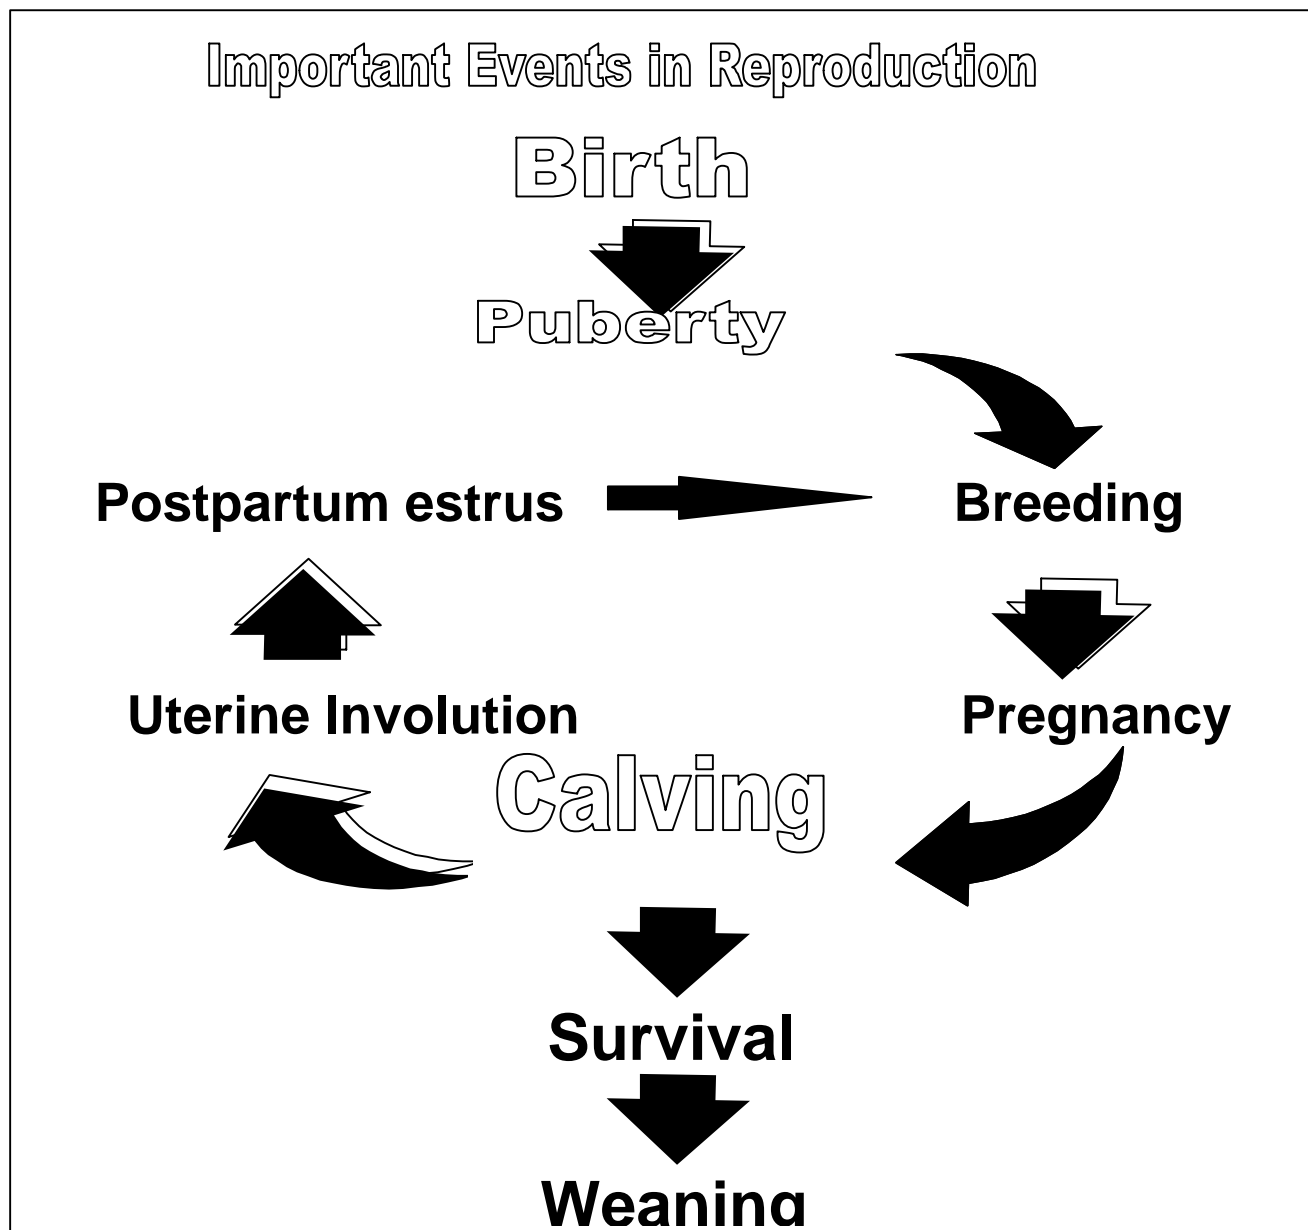 Important Events in Reproduction
Birth
Puberty
Postpartum estrus
Breeding
Uterine Involution
Pregnancy
Calving
Survival
Weaning